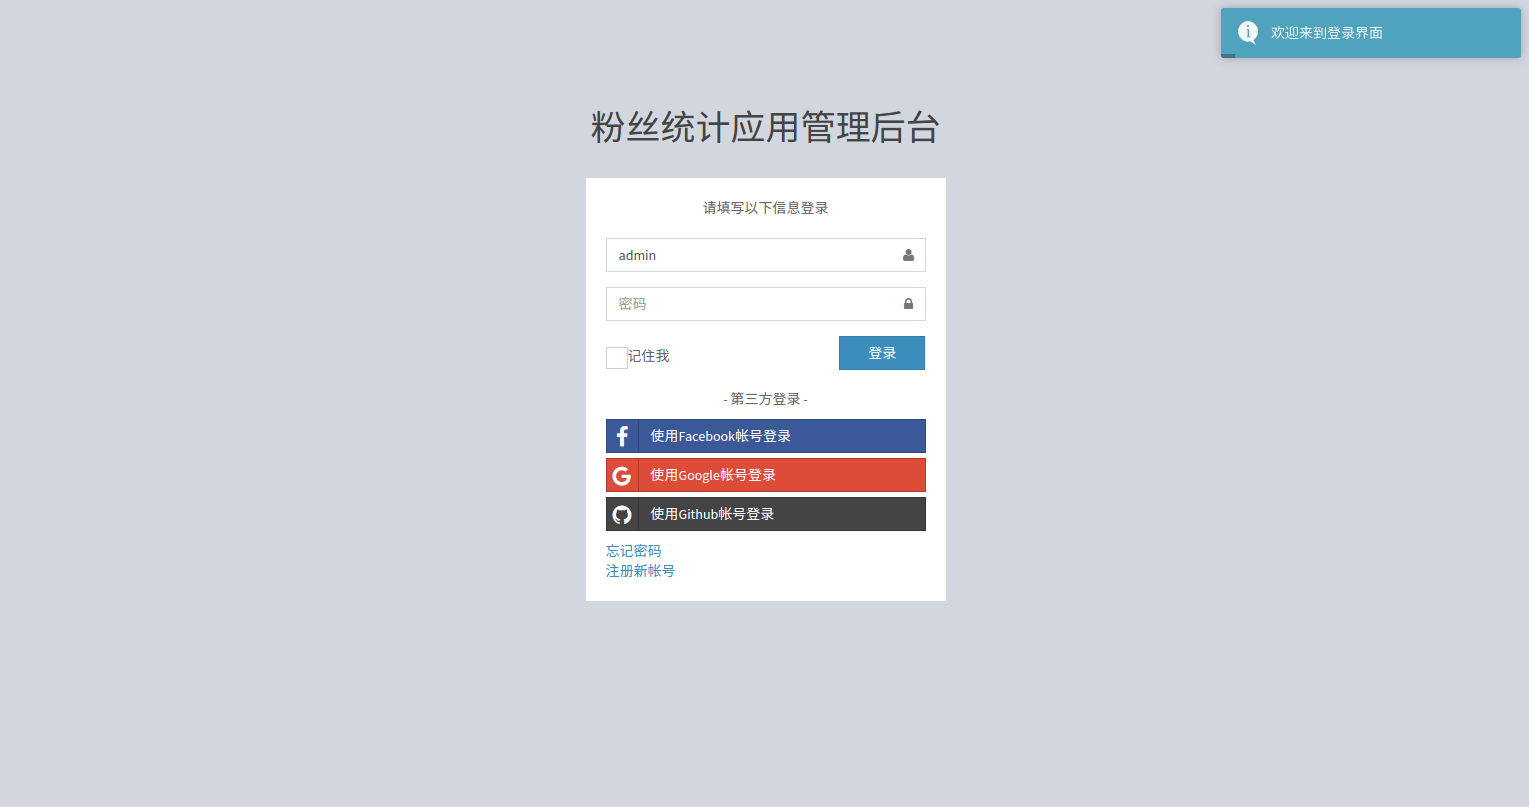 欢迎来到登录界面
粉丝统计应用管理后台
请填写以下信息登录
admin
密码
记住我
登录
- 第三方登录 -
使用Facebook帐号登录
使用Google帐号登录
使用Github帐号登录
忘记密码
注册新帐号